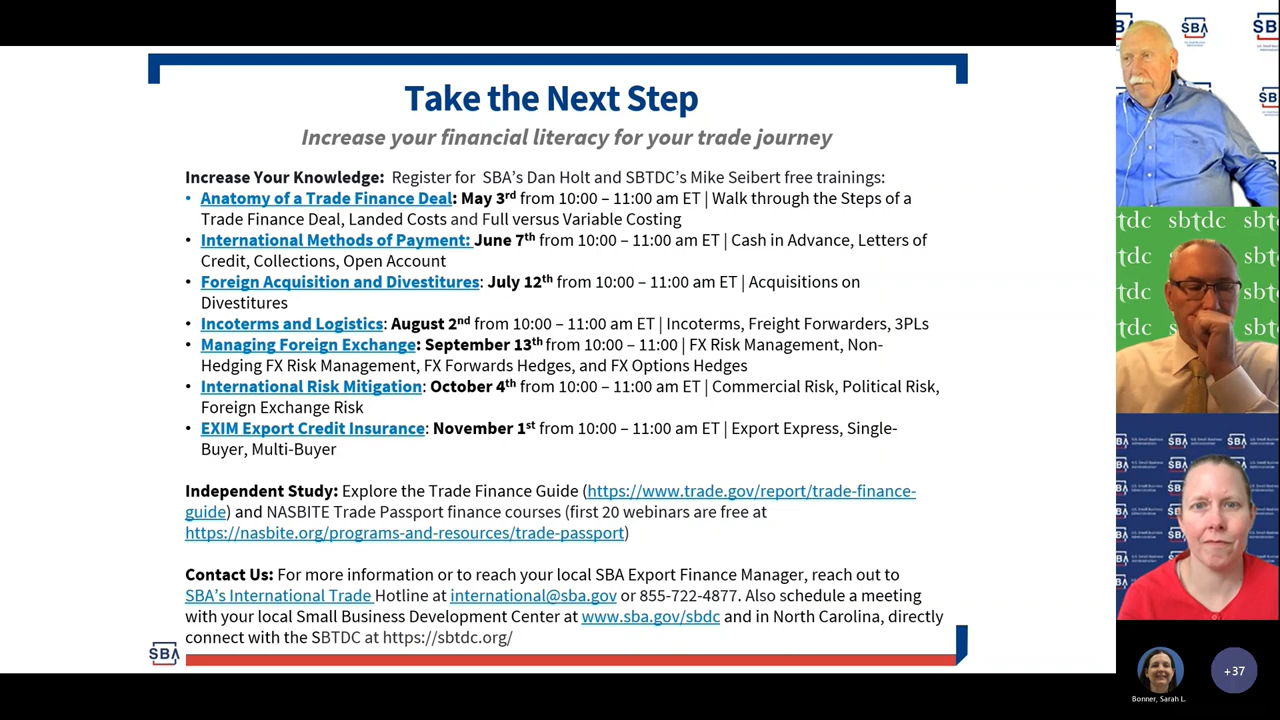 Take the Next Step
Increase your financial literacy for your trade journey
Increase Your Knowledge: Register for SBA's Dan Holt and SBTDC's Mike Seibert free trainings:
• Anatomy of a Trade Finance Deal: May 3rd from 10:00 – 11:00 am ET | Walk through the Steps of a
Trade Finance Deal, Landed Costs and Full versus Variable Costing
• International Methods of Payment: June 7th from 10:00 – 11:00 am ET | Cash in Advance, Letters of
Credit, Collections, Open Account
• Foreign Acquisition and Divestitures: July 12th from 10:00 – 11:00 am ET | Acquisitions on
Divestitures
• Incoterms and Logistics: August 2nd from 10:00 – 11:00 am ET | Incoterms, Freight Forwarders, 3PLs
• Managing Foreign Exchange: September 13th from 10:00 – 11:00 | FX Risk Management, Non-
Hedging FX Risk Management, FX Forwards Hedges, and FX Options Hedges
• International Risk Mitigation: October 4th from 10:00 – 11:00 am ET | Commercial Risk, Political Risk,
Foreign Exchange Risk
• EXIM Export Credit Insurance: November 1st from 10:00 – 11:00 am ET | Export Express, Single-
Buyer, Multi-Buyer
Independent Study: Explore the Trade Finance Guide (https://www.trade.gov/report/trade-finance-
guide) and NASBITE Trade Passport finance courses (first 20 webinars are free at
https://nasbite.org/programs-and-resources/trade-passport)
Contact Us: For more information or to reach your local SBA Export Finance Manager, reach out to
SBA's International Trade Hotline at international@sba.gov or 855-722-4877. Also schedule a meeting
with your local Small Business Development Center at www.sba.gov/sbdc and in North Carolina, directly
connect with the SBTDC at https://sbtdc.org/
SBA
SBA
SBA
tdc sbtdc sbt
tdc sbt
tdc sbt
tdc sbt
SBA SBA SBA
Bonner, Sarah L.
+37